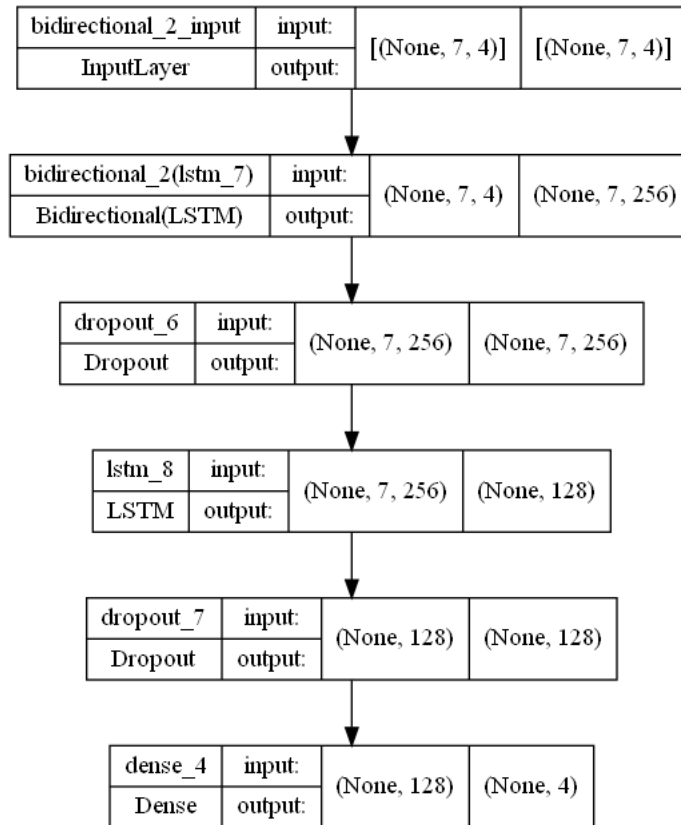 bidirectional_2_input input: [(None, 7, 4)] [(None, 7, 4)]
InputLayer output:
bidirectional_2(lstm_7) input: (None, 7, 4) (None, 7, 256)
Bidirectional(LSTM) output:
dropout_6 input: (None, 7, 256) (None, 7, 256)
Dropout output:
lstm_8 input: (None, 7, 256) (None, 128)
LSTM output:
dropout_7 input: (None, 128) (None, 128)
Dropout output:
dense_4 input: (None, 128) (None, 4)
Dense output: